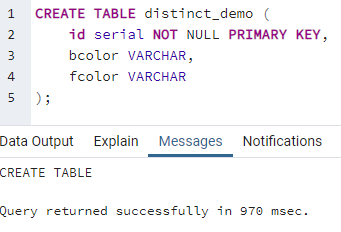 1 CREATE TABLE distinct_demo (
2 id serial NOT NULL PRIMARY KEY,
3 bcolor VARCHAR,
4 fcolor VARCHAR
5 );
Data Output Explain Messages Notifications
CREATE TABLE
Query returned successfully in 970 msec.